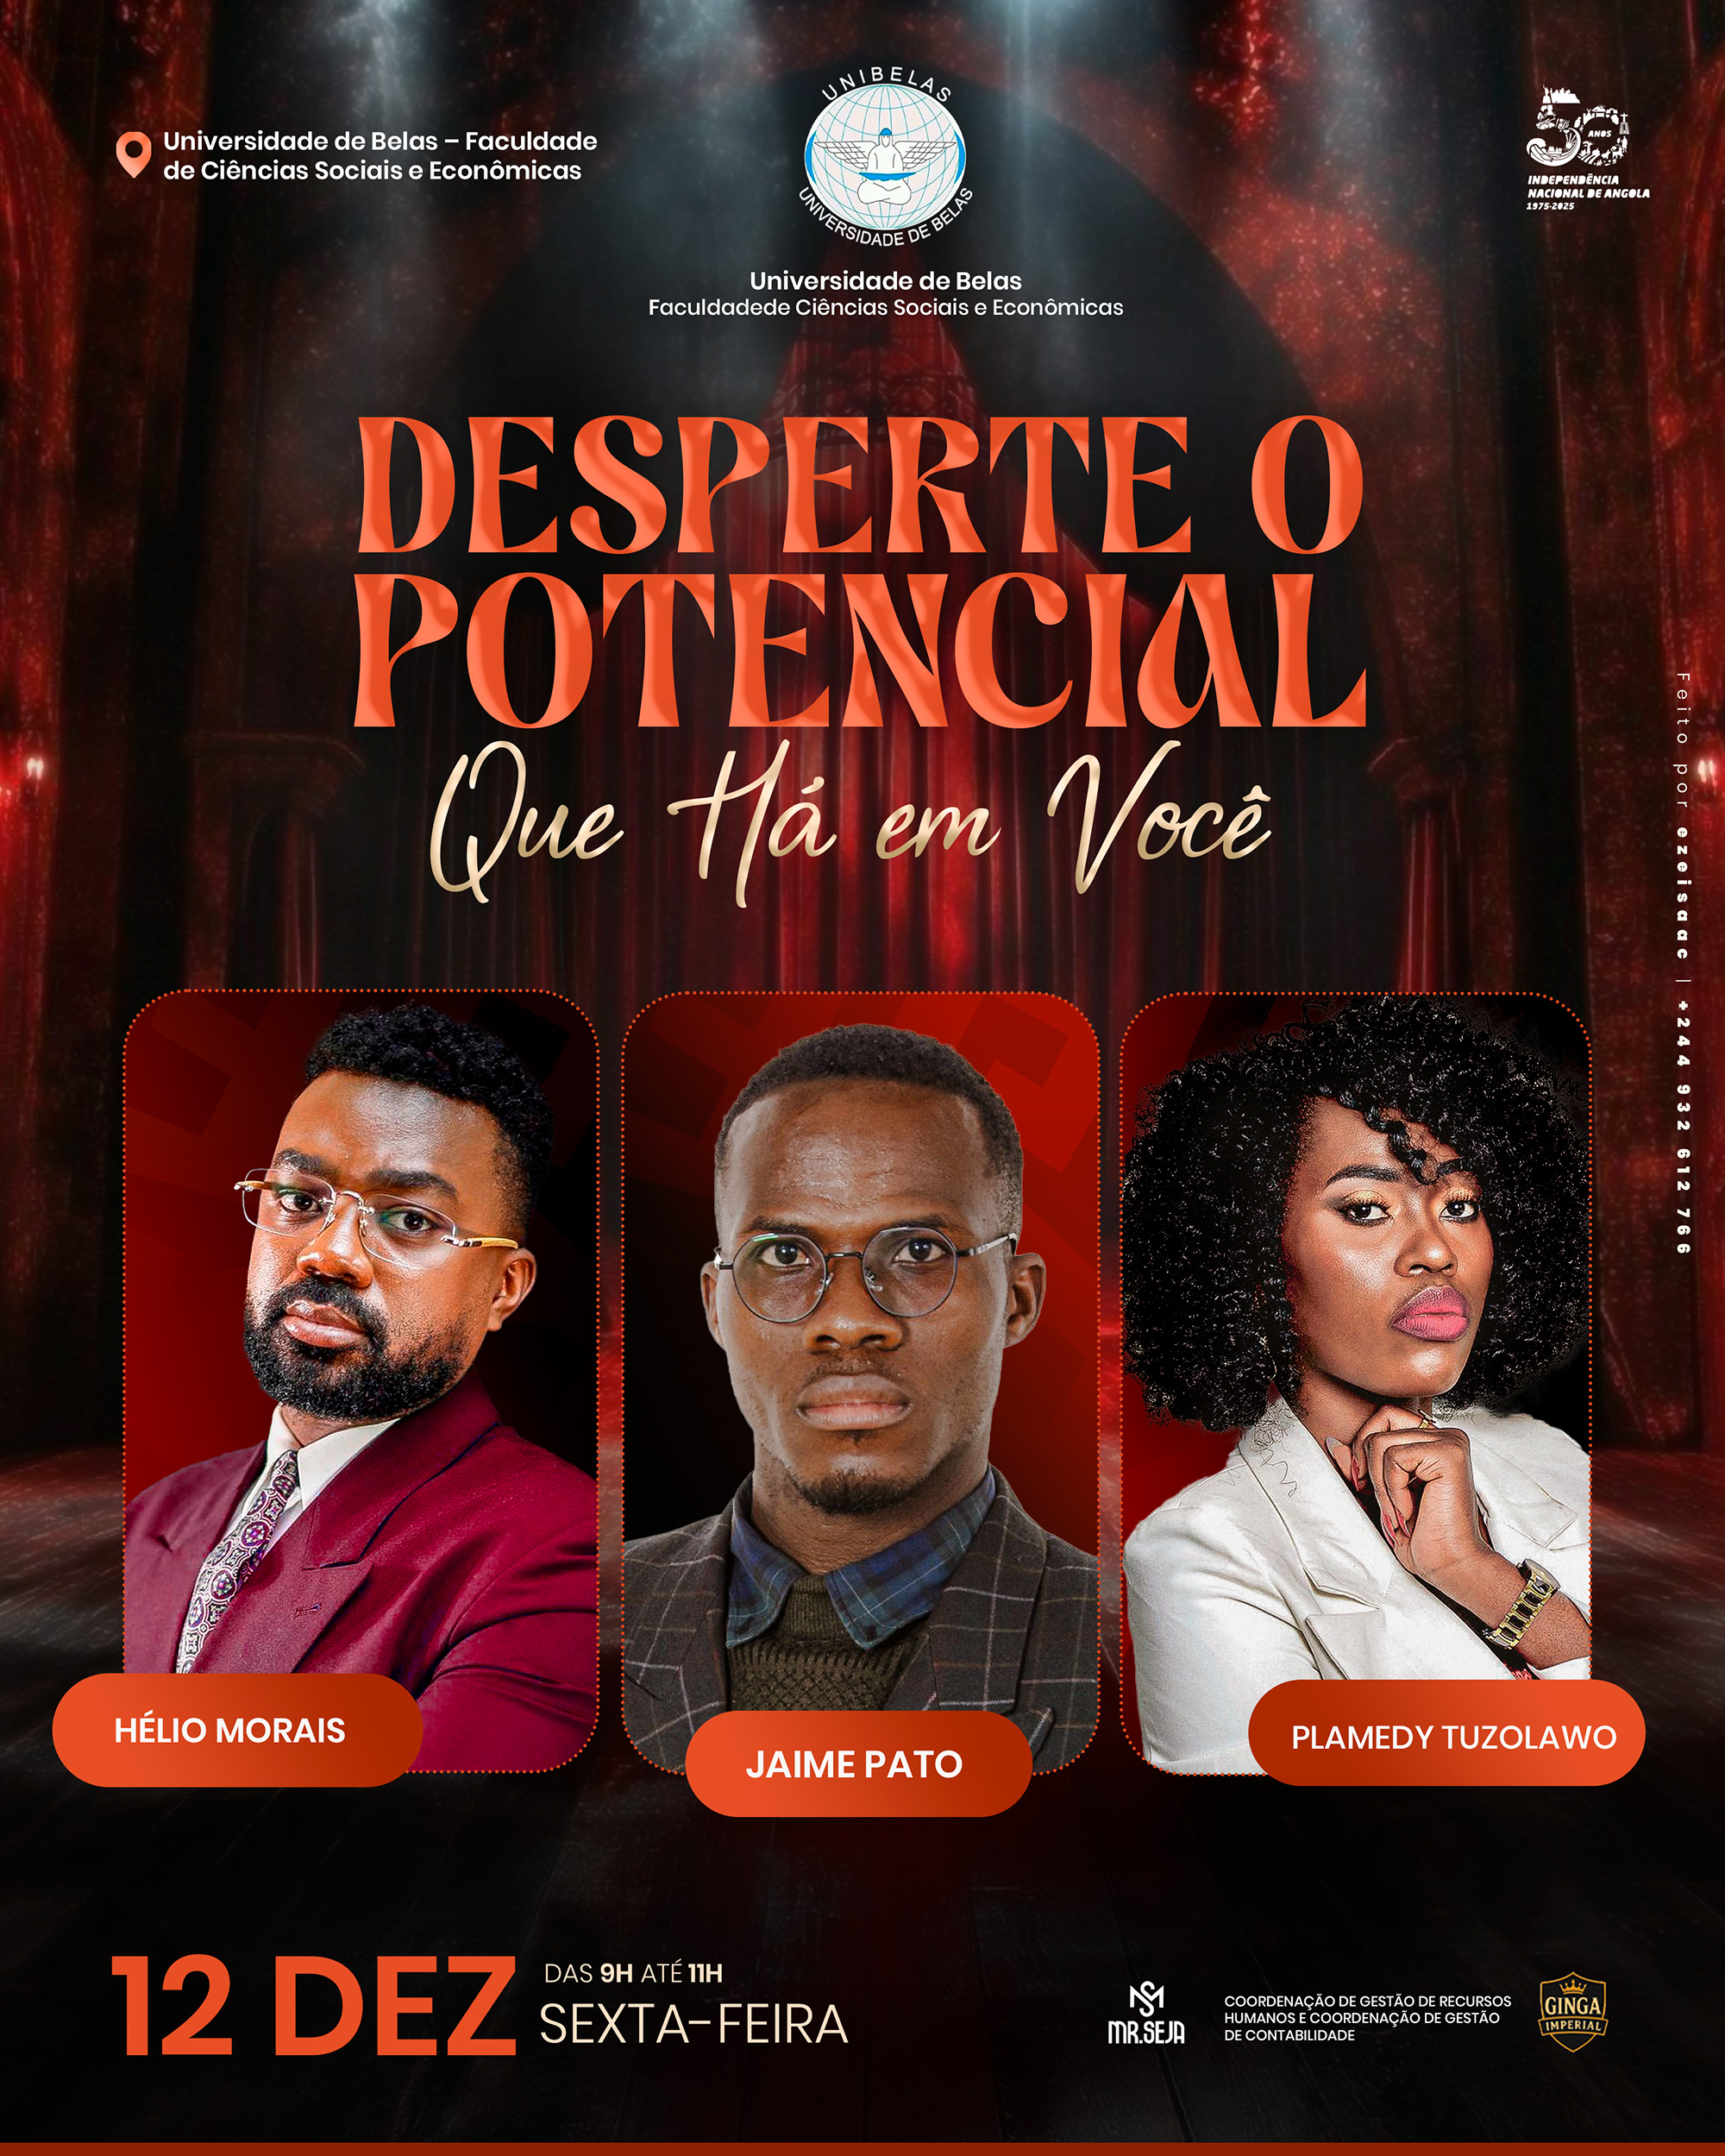 Universidade de Belas – Faculdade
de Ciências Sociais e Econômicas
UNIBELAS
UNIVERSIDADE DE BELAS
Universidade de Belas
Faculdadede Ciências Sociais e Econômicas
50 ANOS
INDEPENDÊNCIA
NACIONAL DE ANGOLA
1975-2025
DESPERTE O
POTENCIAL
Que Há em Você
Feito por ezeisaac | +244 932 612 766
HÉLIO MORAIS
JAIME PATO
PLAMEDY TUZOLAWO
12 DEZ
DAS 9H ATÉ 11H
SEXTA-FEIRA
MR.SEJA
COORDENAÇÃO DE GESTÃO DE RECURSOS
HUMANOS E COORDENAÇÃO DE GESTÃO
DE CONTABILIDADE
GINGA
IMPERIAL